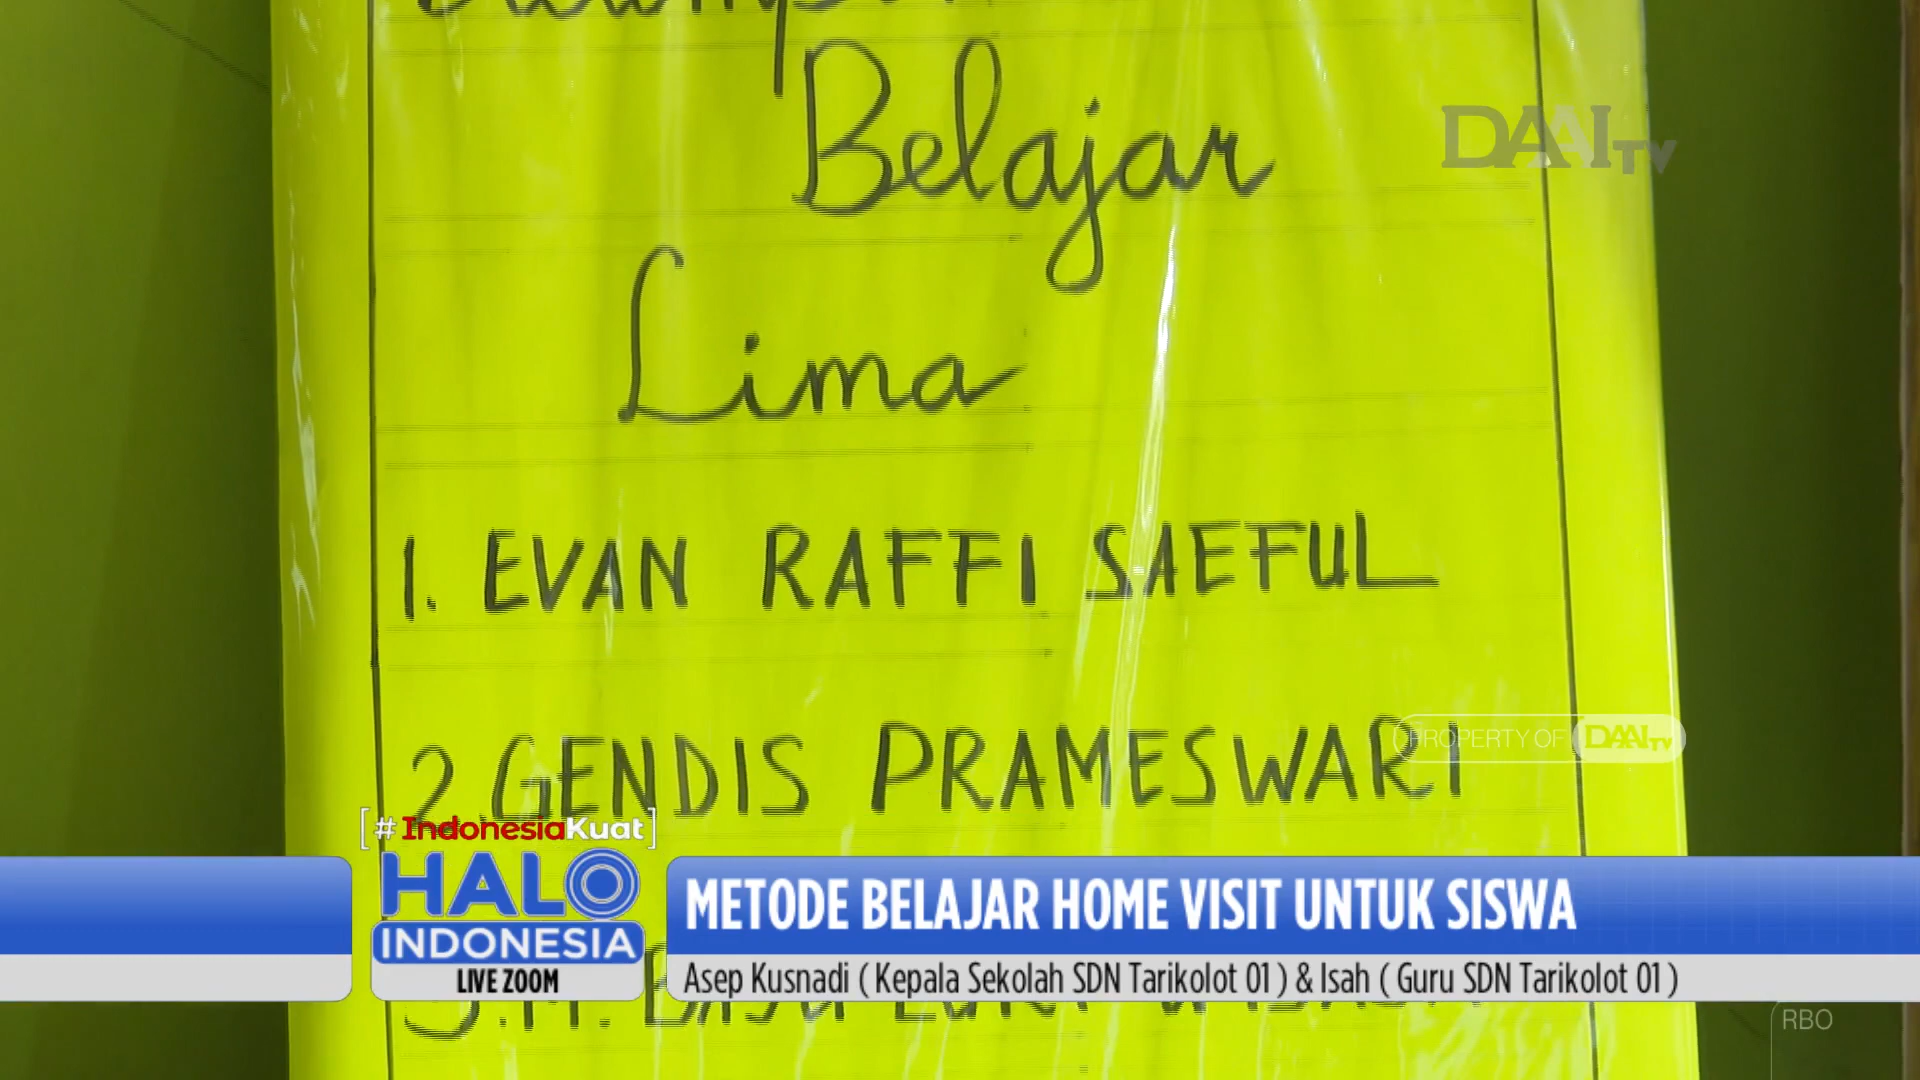 Belajar
DAAI TV
Lima
1. EVAN RAFFI SAEFUL
2. GENDIS PRAMESWARI
PROPERTY OF DAAI TV
[#IndonesiaKuat]
HALO
INDONESIA
LIVE ZOOM
METODE BELAJAR HOME VISIT UNTUK SISWA
Asep Kusnadi ( Kepala Sekolah SDN Tarikolot 01 ) & Isah ( Guru SDN Tarikolot 01 )
3. M.
RBO